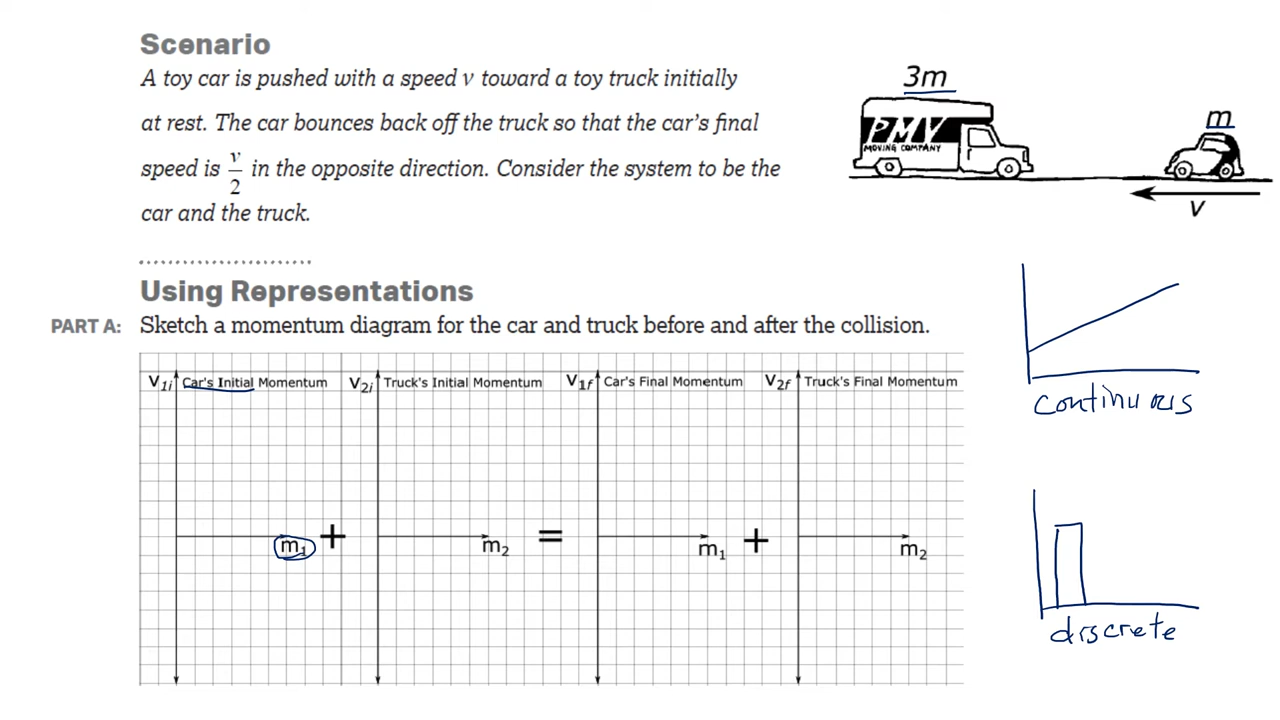 Scenario
A toy car is pushed with a speed v toward a toy truck initially
at rest. The car bounces back off the truck so that the car's final
speed is v/2 in the opposite direction. Consider the system to be the
car and the truck.
3m
m
PMV
MOVING COMPANY
v
Using Representations
PART A: Sketch a momentum diagram for the car and truck before and after the collision.
V1i Car's Initial Momentum V2i Truck's Initial Momentum V1f Car's Final Momentum V2f Truck's Final Momentum
m1 + m2 = m1 + m2
continuous
discrete